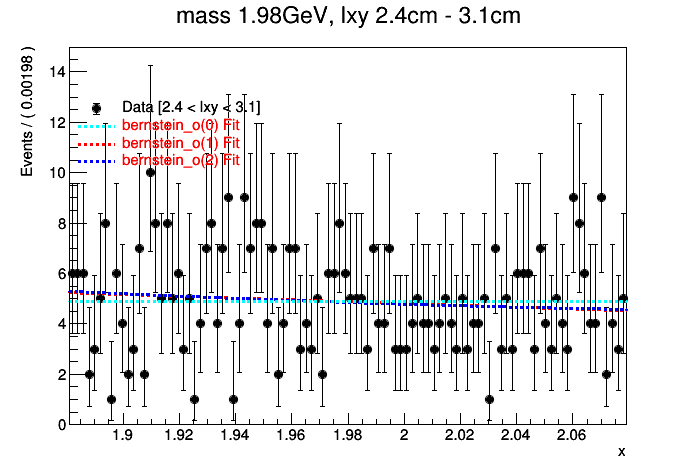 mass 1.98GeV, lxy 2.4cm - 3.1cm
Events / ( 0.00198 )
14
12
10
8
6
4
2
0
Data [2.4 < lxy < 3.1]
bernstein_o(0) Fit
bernstein_o(1) Fit
bernstein_o(2) Fit
1.9 1.92 1.94 1.96 1.98 2 2.02 2.04 2.06
x